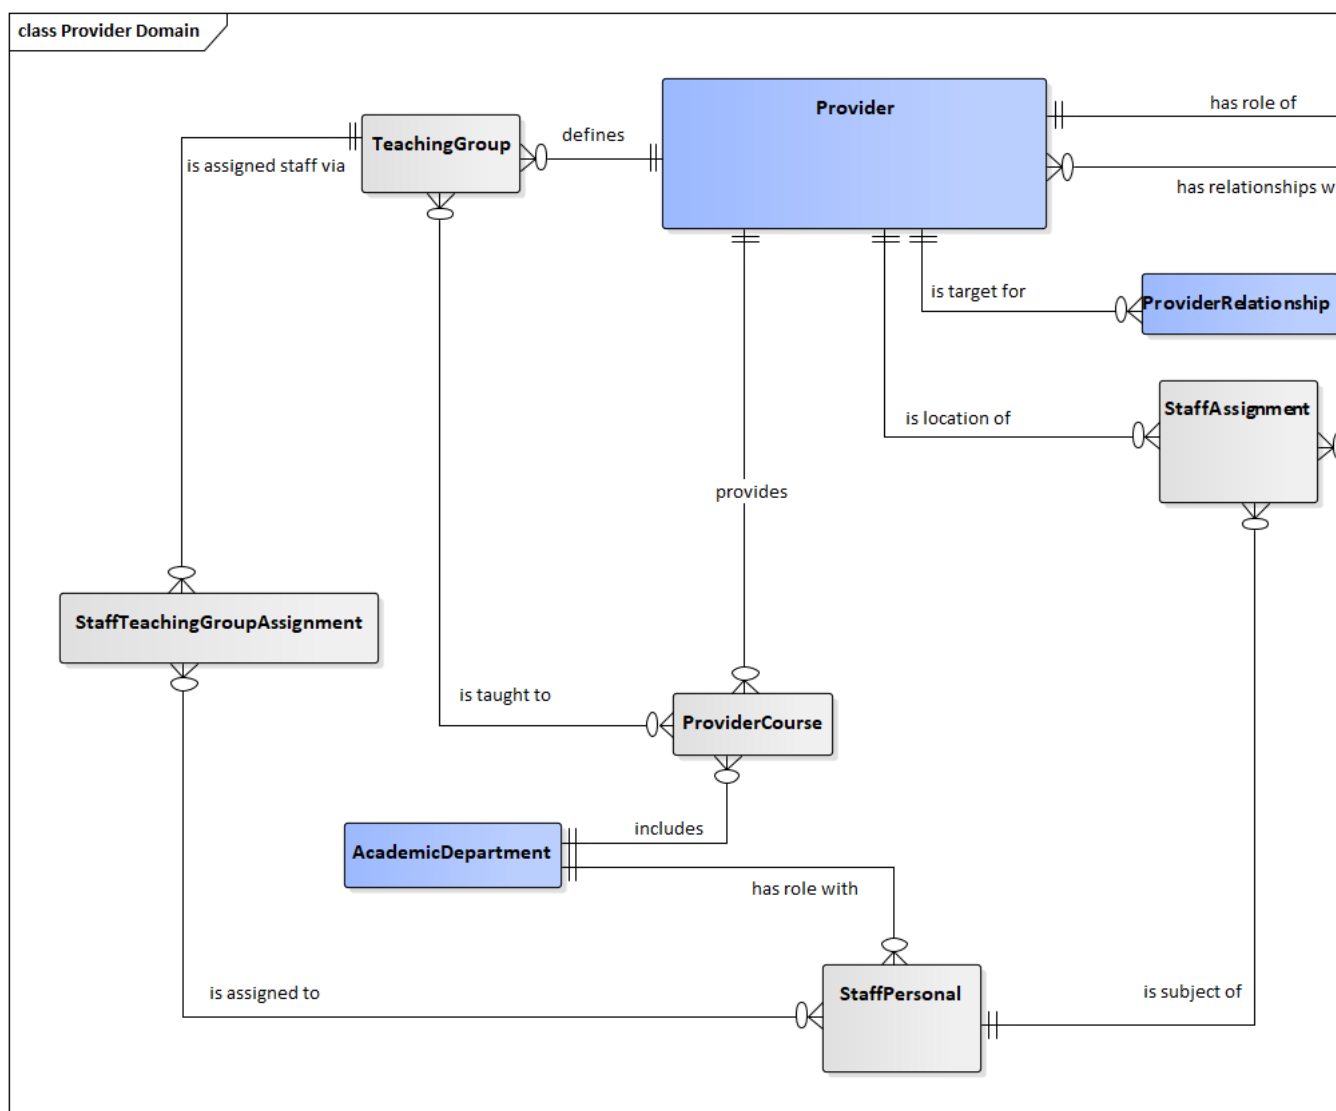 class Provider Domain
Provider
has role of
TeachingGroup
defines
is assigned staff via
has relationships w
is target for
ProviderRelationship
StaffAssignment
is location of
provides
StaffTeachingGroupAssignment
is taught to
ProviderCourse
includes
AcademicDepartment
has role with
is assigned to
StaffPersonal
is subject of